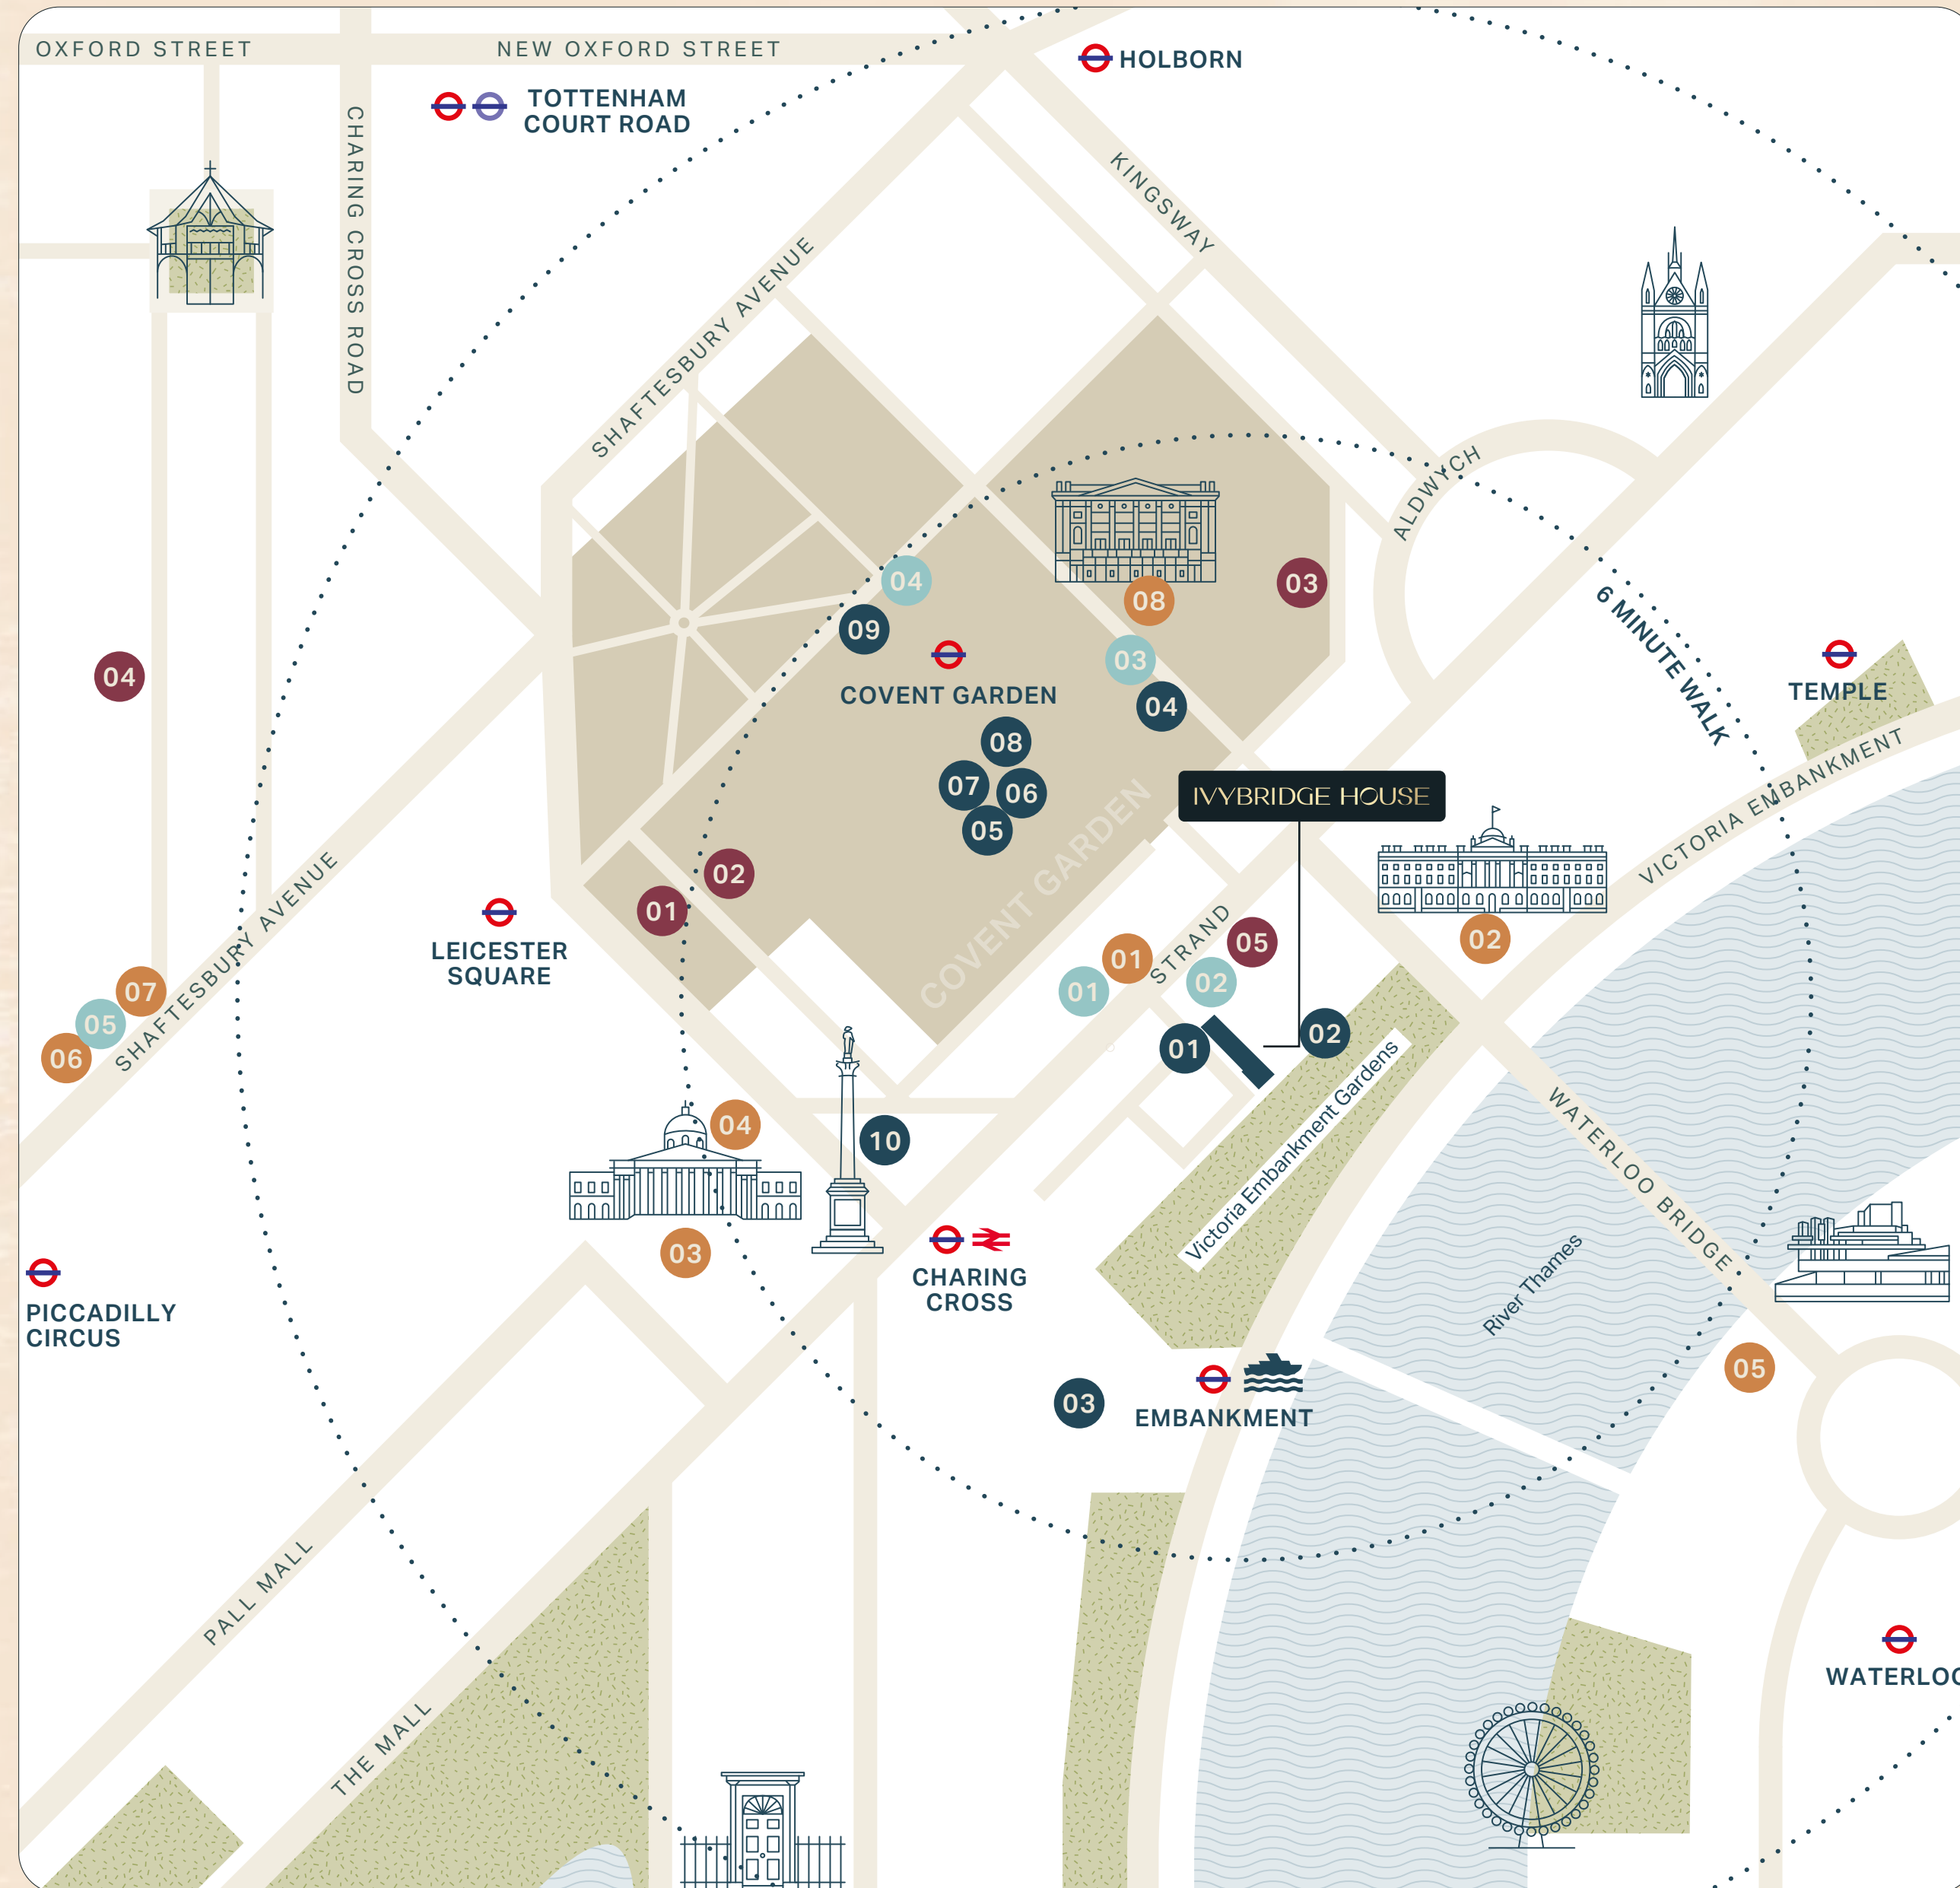 OXFORD STREET
NEW OXFORD STREET
HOLBORN
TOTTENHAM
COURT ROAD
CHARING CROSS ROAD
KINGSWAY
SHAFTESBURY AVENUE
ALDWYCH
04
03
08
6 MINUTE WALK
09
COVENT GARDEN
03
04
04
TEMPLE
08
07
06
05
IVYBRIDGE HOUSE
VICTORIA EMBANKMENT
COVENT GARDEN
02
01
LEICESTER
SQUARE
SHAFTESBURY AVENUE
STRAND
05
01
02
01
02
07
05
06
01
02
Victoria Embankment Gardens
04
10
03
WATERLOO BRIDGE
River Thames
CHARING
CROSS
PICCADILLY
CIRCUS
05
03
EMBANKMENT
PALL MALL
THE MALL
WATERLOO